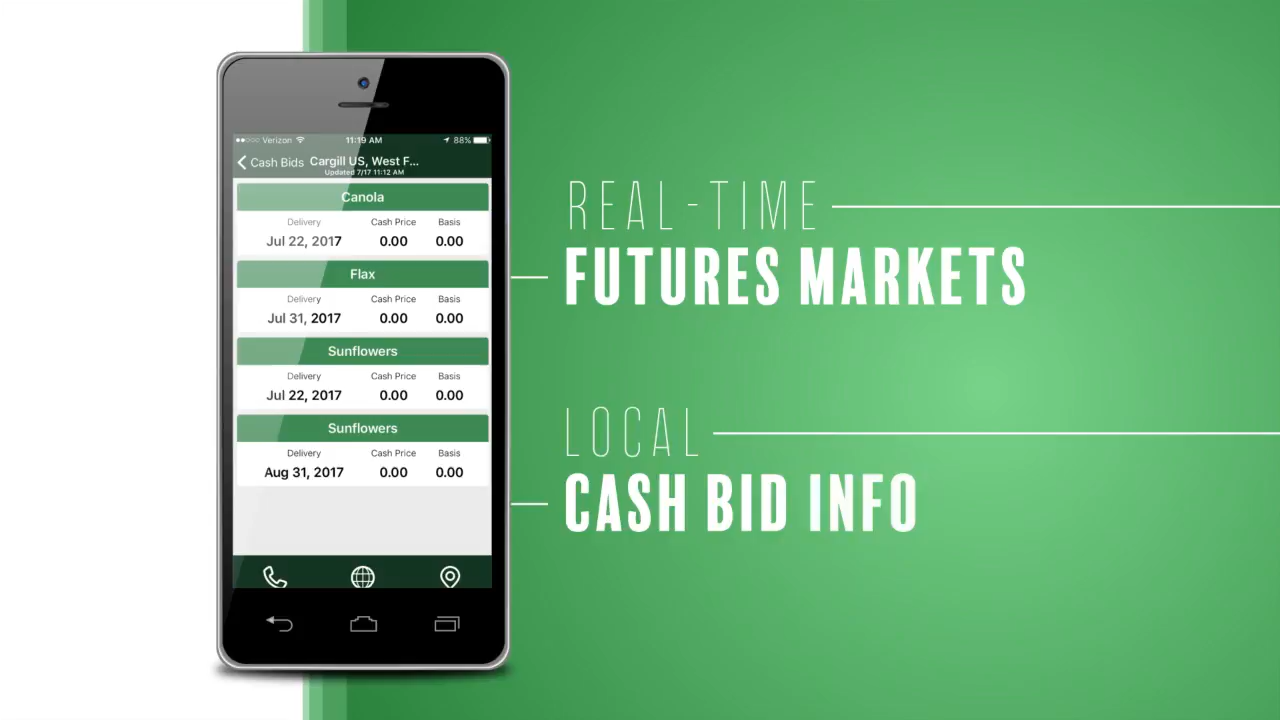 Verizon 11:19 AM 88%
Cash Bids Cargill US, West F...
Updated 7/17 11:12 AM
Canola
Delivery Cash Price Basis
Jul 22, 2017 0.00 0.00
Flax
Delivery Cash Price Basis
Jul 31, 2017 0.00 0.00
Sunflowers
Delivery Cash Price Basis
Jul 22, 2017 0.00 0.00
Sunflowers
Delivery Cash Price Basis
Aug 31, 2017 0.00 0.00
REAL-TIME
FUTURES MARKETS
LOCAL
CASH BID INFO